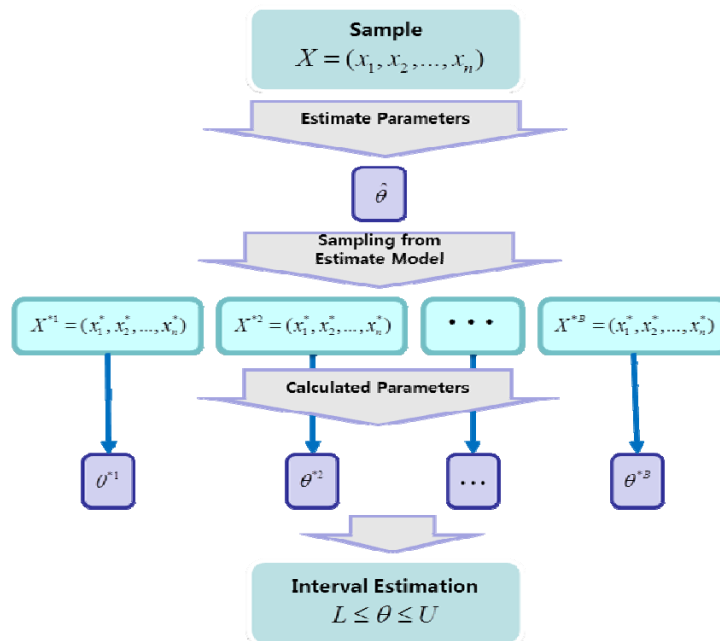 Sample
X = (x₁, x₂, ..., xₙ)
Estimate Parameters
θ̂
Sampling from
Estimate Model
X*¹ = (x₁*, x₂*, ..., xₙ*)
X*² = (x₁*, x₂*, ..., xₙ*)
• • •
X*ᴮ = (x₁*, x₂*, ..., xₙ*)
Calculated Parameters
θ*¹
θ*²
...
θ*ᴮ
Interval Estimation
L ≤ θ ≤ U